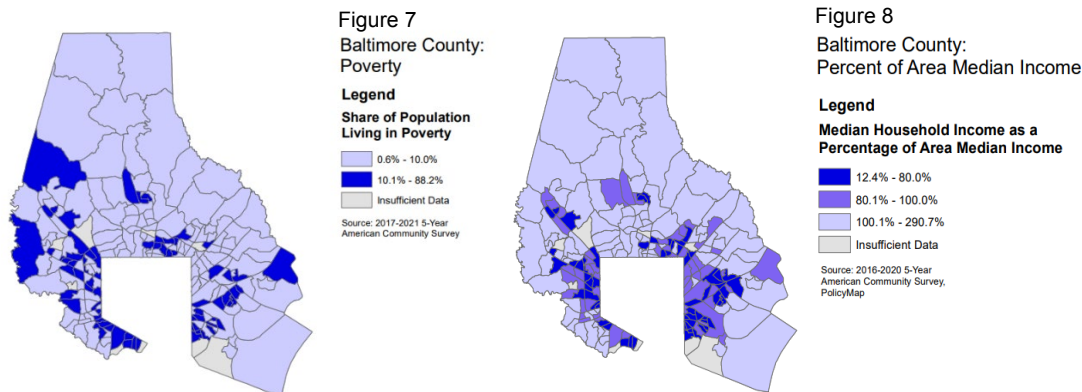 Figure 7
Baltimore County:
Poverty
Legend
Share of Population
Living in Poverty
0.6% - 10.0%
10.1% - 88.2%
Insufficient Data
Source: 2017-2021 5-Year
American Community Survey
Figure 8
Baltimore County:
Percent of Area Median Income
Legend
Median Household Income as a
Percentage of Area Median Income
12.4% - 80.0%
80.1% - 100.0%
100.1% - 290.7%
Insufficient Data
Source: 2016-2020 5-Year
American Community Survey,
PolicyMap